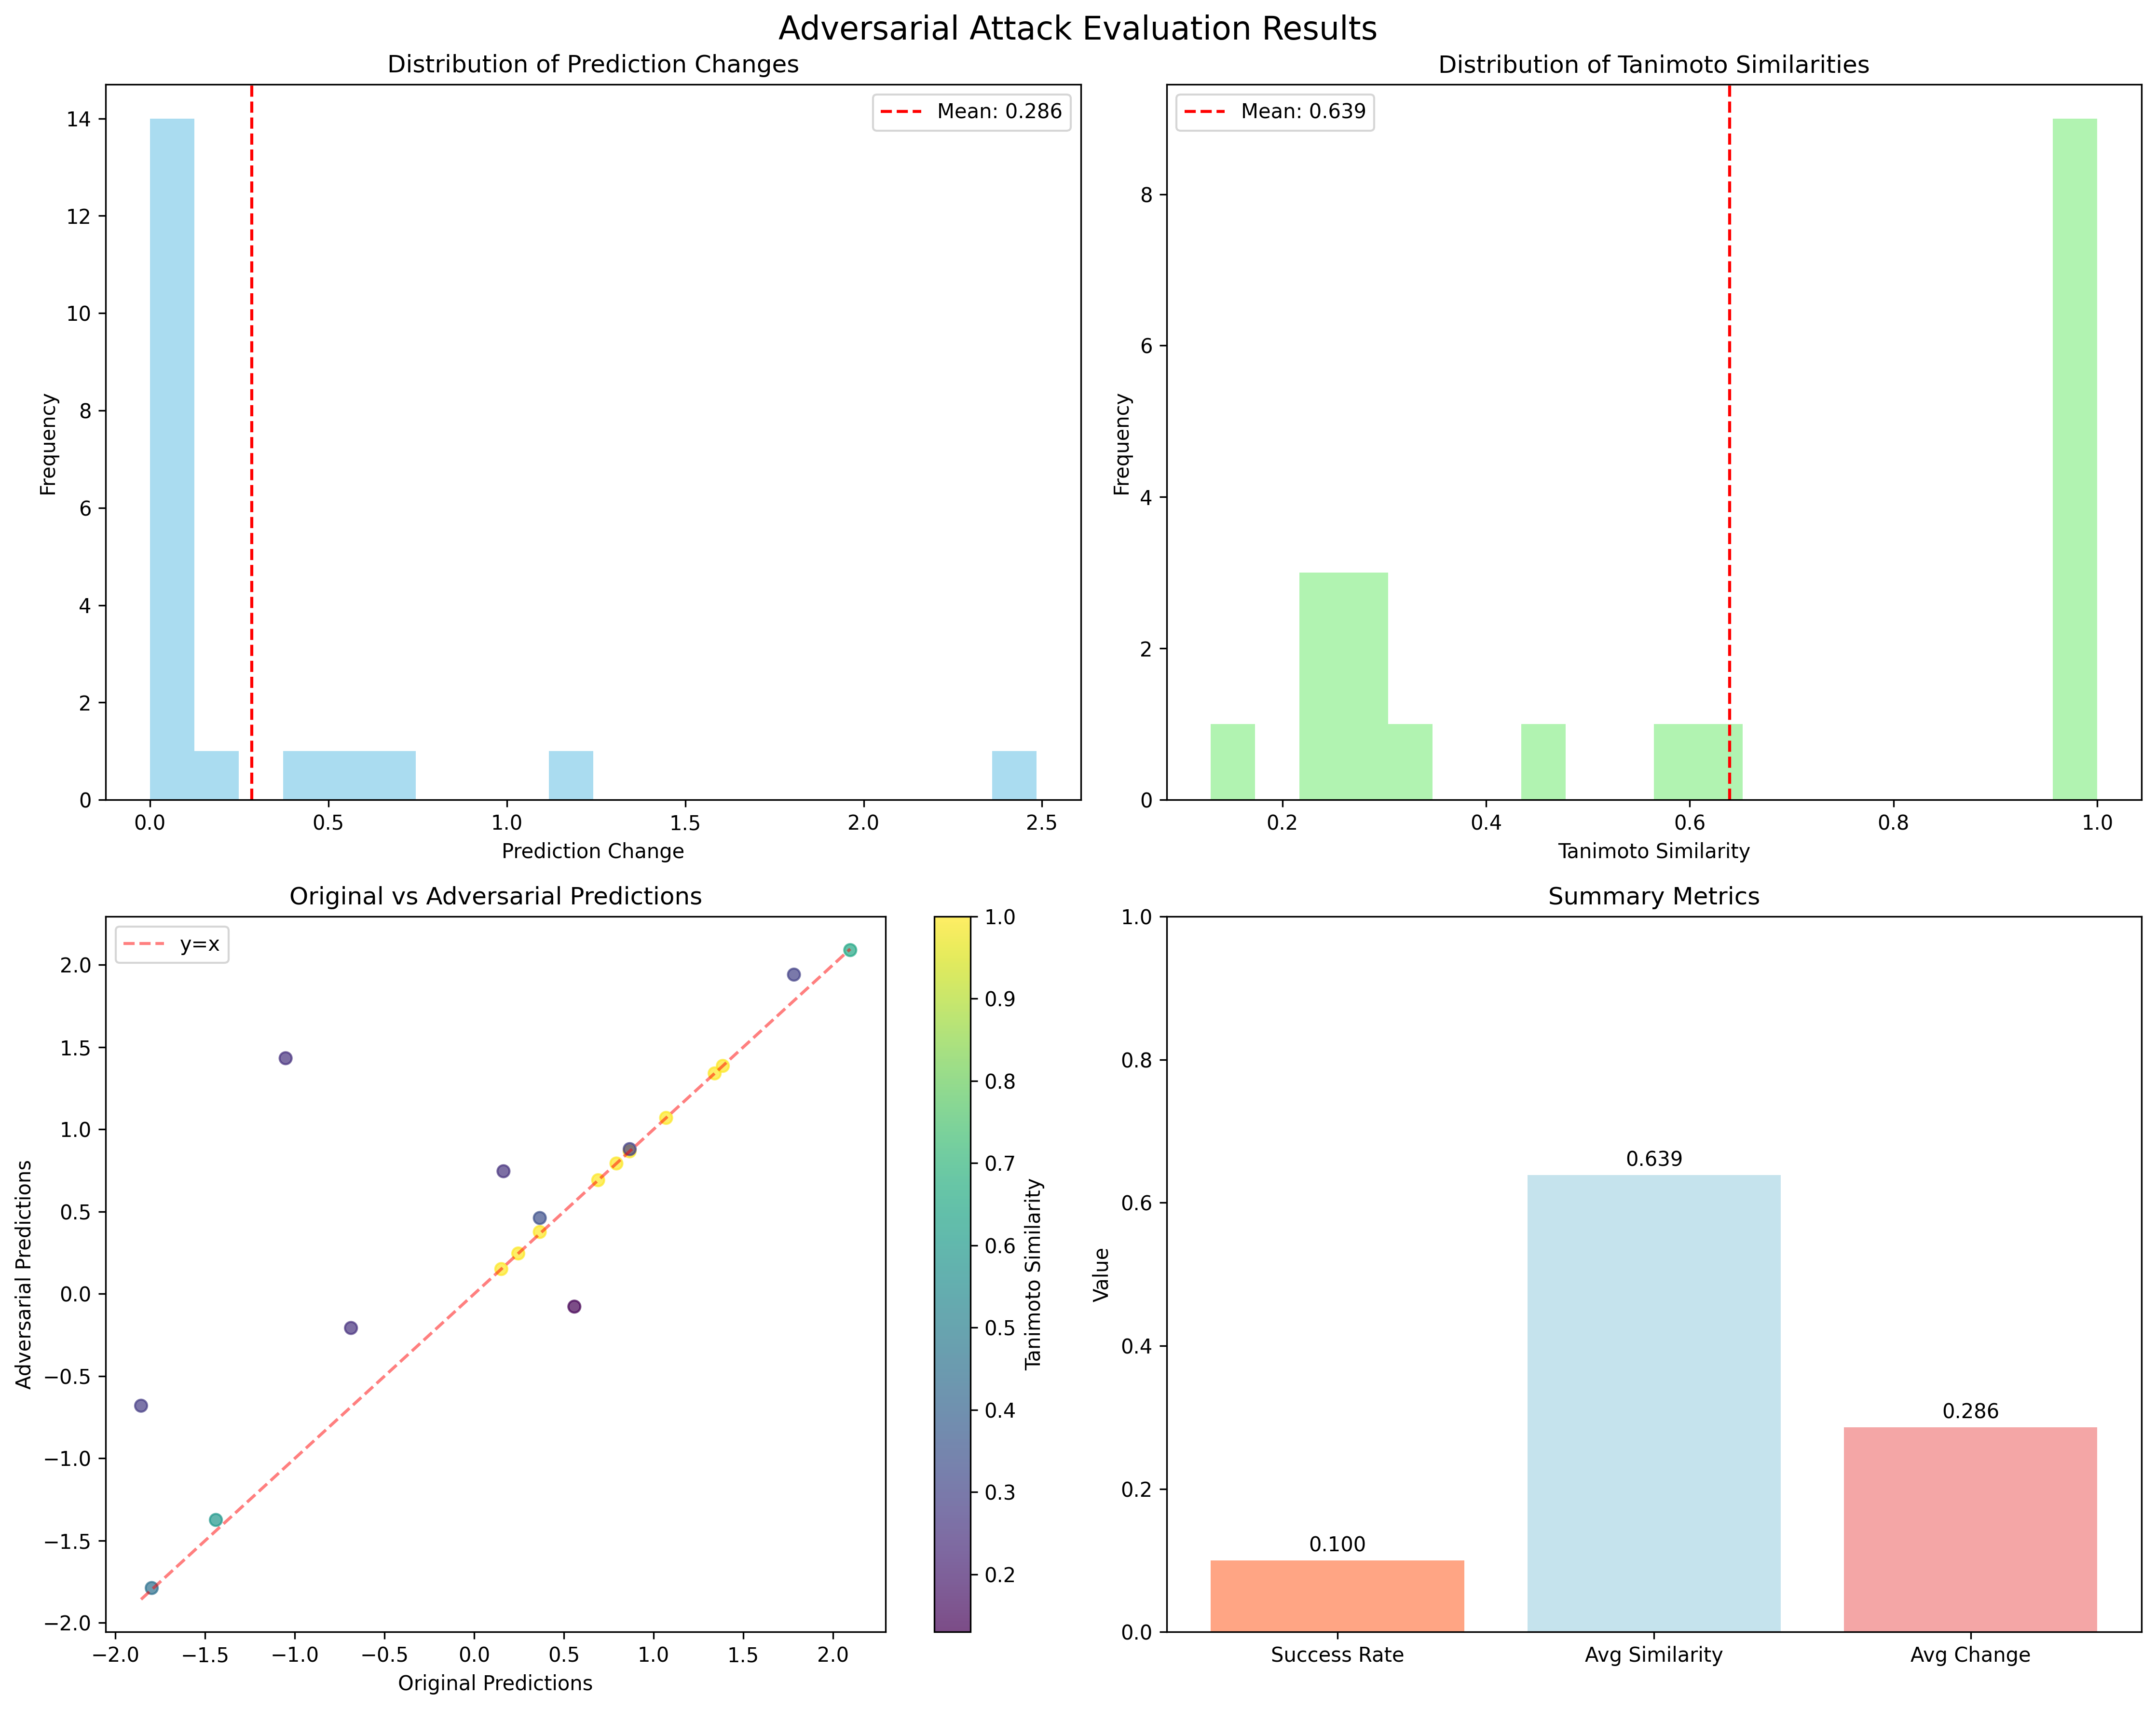 Adversarial Attack Evaluation Results
Distribution of Prediction Changes
Mean: 0.286
Frequency
14
12
10
8
6
4
2
0
0.0 0.5 1.0 1.5 2.0 2.5
Prediction Change
Distribution of Tanimoto Similarities
Mean: 0.639
Frequency
8
6
4
2
0
0.2 0.4 0.6 0.8 1.0
Tanimoto Similarity
Original vs Adversarial Predictions
y=x
Adversarial Predictions
2.0
1.5
1.0
0.5
0.0
−0.5
−1.0
−1.5
−2.0
−2.0 −1.5 −1.0 −0.5 0.0 0.5 1.0 1.5 2.0
Original Predictions
1.0
0.9
0.8
0.7
0.6
0.5
0.4
0.3
0.2
Tanimoto Similarity
Summary Metrics
Value
1.0
0.8
0.6
0.4
0.2
0.0
0.100
0.639
0.286
Success Rate Avg Similarity Avg Change